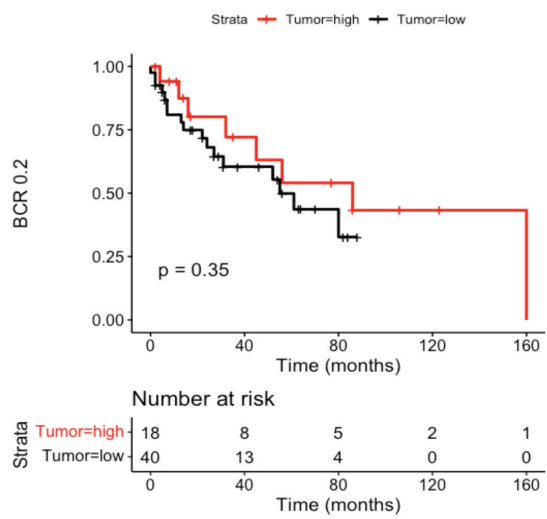 Strata Tumor=high Tumor=low
BCR 0.2
1.00
0.75
0.50
0.25
0.00
p = 0.35
0 40 80 120 160
Time (months)
Number at risk
Strata
Tumor=high 18 8 5 2 1
Tumor=low 40 13 4 0 0
0 40 80 120 160
Time (months)